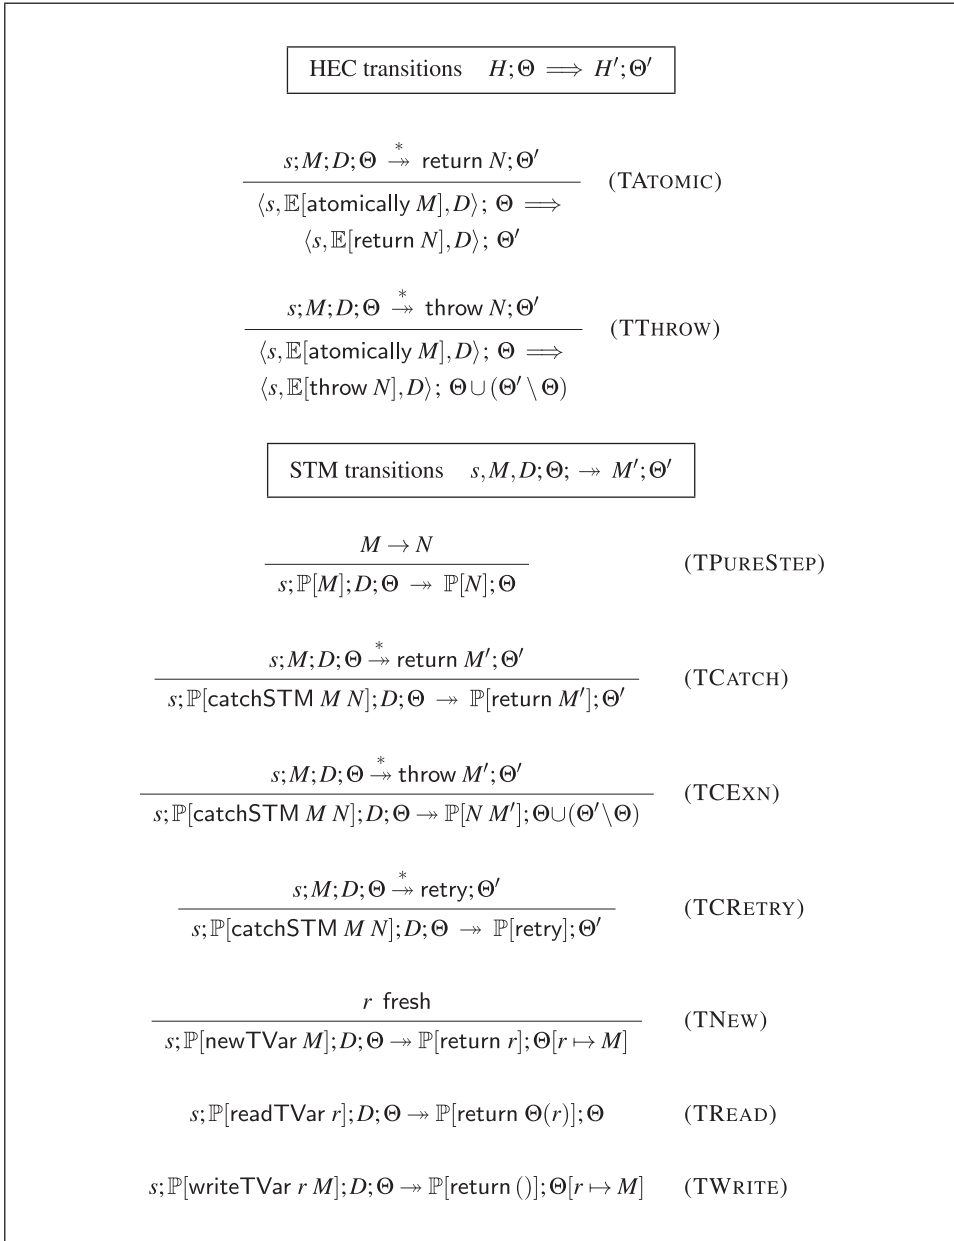 HEC transitions H;Θ ⟹ H′;Θ′
s;M;D;Θ ↠* return N;Θ′
(TATOMIC)
⟨s,𝔼[atomically M],D⟩; Θ ⟹
⟨s,𝔼[return N],D⟩; Θ′
s;M;D;Θ ↠* throw N;Θ′
(TTHROW)
⟨s,𝔼[atomically M],D⟩; Θ ⟹
⟨s,𝔼[throw N],D⟩; Θ∪(Θ′\Θ)
STM transitions s,M,D;Θ; ↠ M′;Θ′
M → N
(TPURESTEP)
s;ℙ[M];D;Θ ↠ ℙ[N];Θ
s;M;D;Θ ↠* return M′;Θ′
(TCATCH)
s;ℙ[catchSTM M N];D;Θ ↠ ℙ[return M′];Θ′
s;M;D;Θ ↠* throw M′;Θ′
(TCEXN)
s;ℙ[catchSTM M N];D;Θ ↠ ℙ[N M′];Θ∪(Θ′\Θ)
s;M;D;Θ ↠* retry;Θ′
(TCRETRY)
s;ℙ[catchSTM M N];D;Θ ↠ ℙ[retry];Θ′
r fresh
(TNEW)
s;ℙ[newTVar M];D;Θ ↠ ℙ[return r];Θ[r ↦ M]
s;ℙ[readTVar r];D;Θ ↠ ℙ[return Θ(r)];Θ (TREAD)
s;ℙ[writeTVar r M];D;Θ ↠ ℙ[return ()];Θ[r ↦ M] (TWRITE)